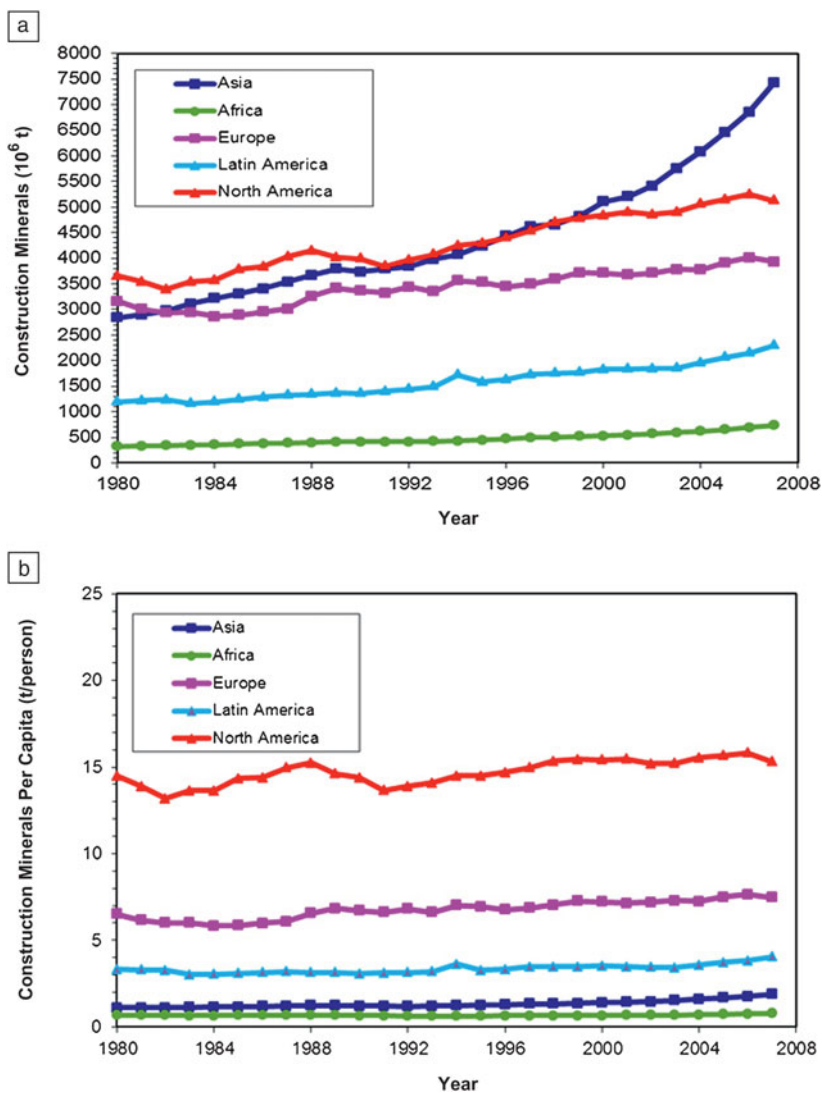 a
Construction Minerals (10⁶ t)
8000
7500
7000
6500
6000
5500
5000
4500
4000
3500
3000
2500
2000
1500
1000
500
0
Asia
Africa
Europe
Latin America
North America
1980 1984 1988 1992 1996 2000 2004 2008
Year
b
Construction Minerals Per Capita (t/person)
25
20
15
10
5
0
Asia
Africa
Europe
Latin America
North America
1980 1984 1988 1992 1996 2000 2004 2008
Year